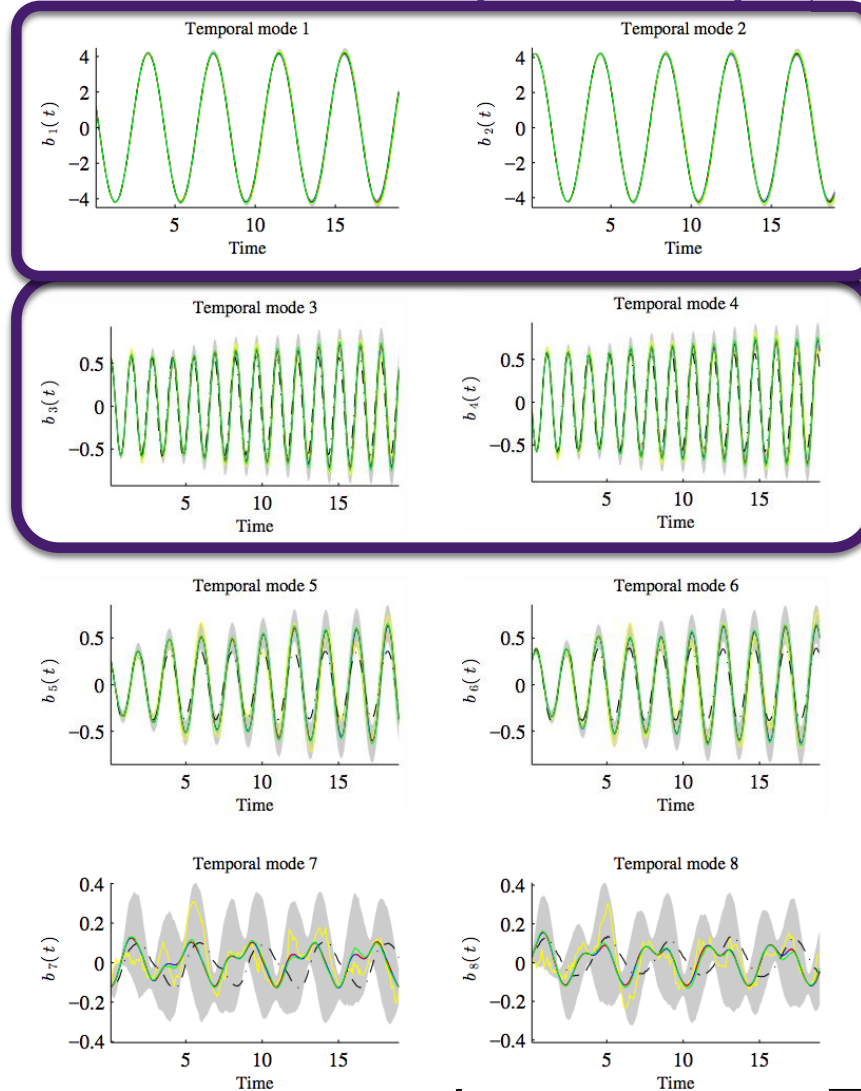 Temporal mode 1
Temporal mode 2
b₁(t)
4
2
0
−2
−4
5
10
15
Time
b₂(t)
4
2
0
−2
−4
5
10
15
Time
Temporal mode 3
Temporal mode 4
b₃(t)
0.5
0
−0.5
5
10
15
Time
b₄(t)
0.5
0
−0.5
5
10
15
Time
Temporal mode 5
Temporal mode 6
b₅(t)
0.5
0
−0.5
5
10
15
Time
b₆(t)
0.5
0
−0.5
5
10
15
Time
Temporal mode 7
Temporal mode 8
b₇(t)
0.4
0.2
0
−0.2
−0.4
5
10
15
Time
b₈(t)
0.4
0.2
0
−0.2
−0.4
5
10
15
Time